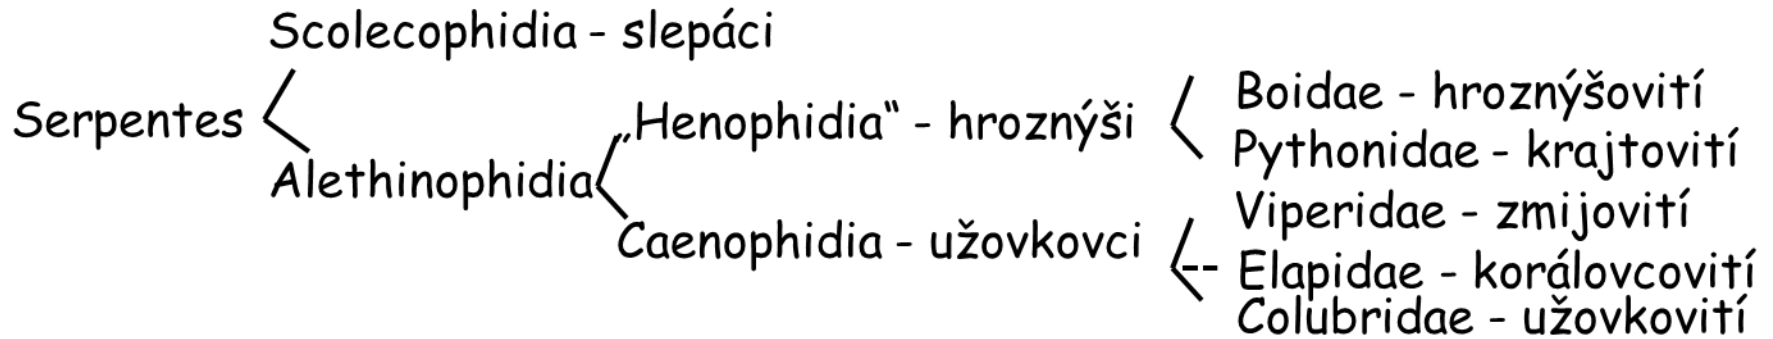 Scolecophidia - slepáci
Serpentes
Alethinophidia
„Henophidia“ - hroznýši
Caenophidia - užovkovci
Boidae - hroznýšovití
Pythonidae - krajtovití
Viperidae - zmijovití
Elapidae - korálovcovití
Colubridae - užovkovití